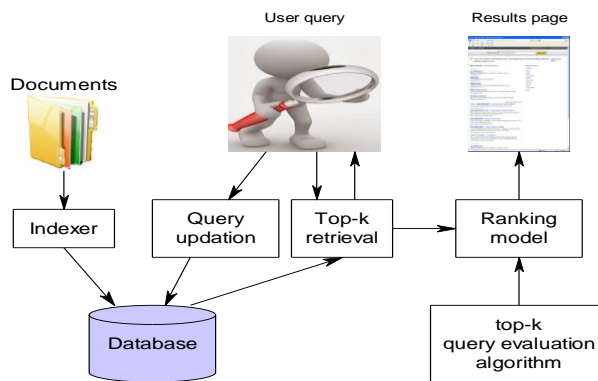 User query
Results page
Documents
Indexer
Query
updation
Top-k
retrieval
Ranking
model
Database
top-k
query evaluation
algorithm